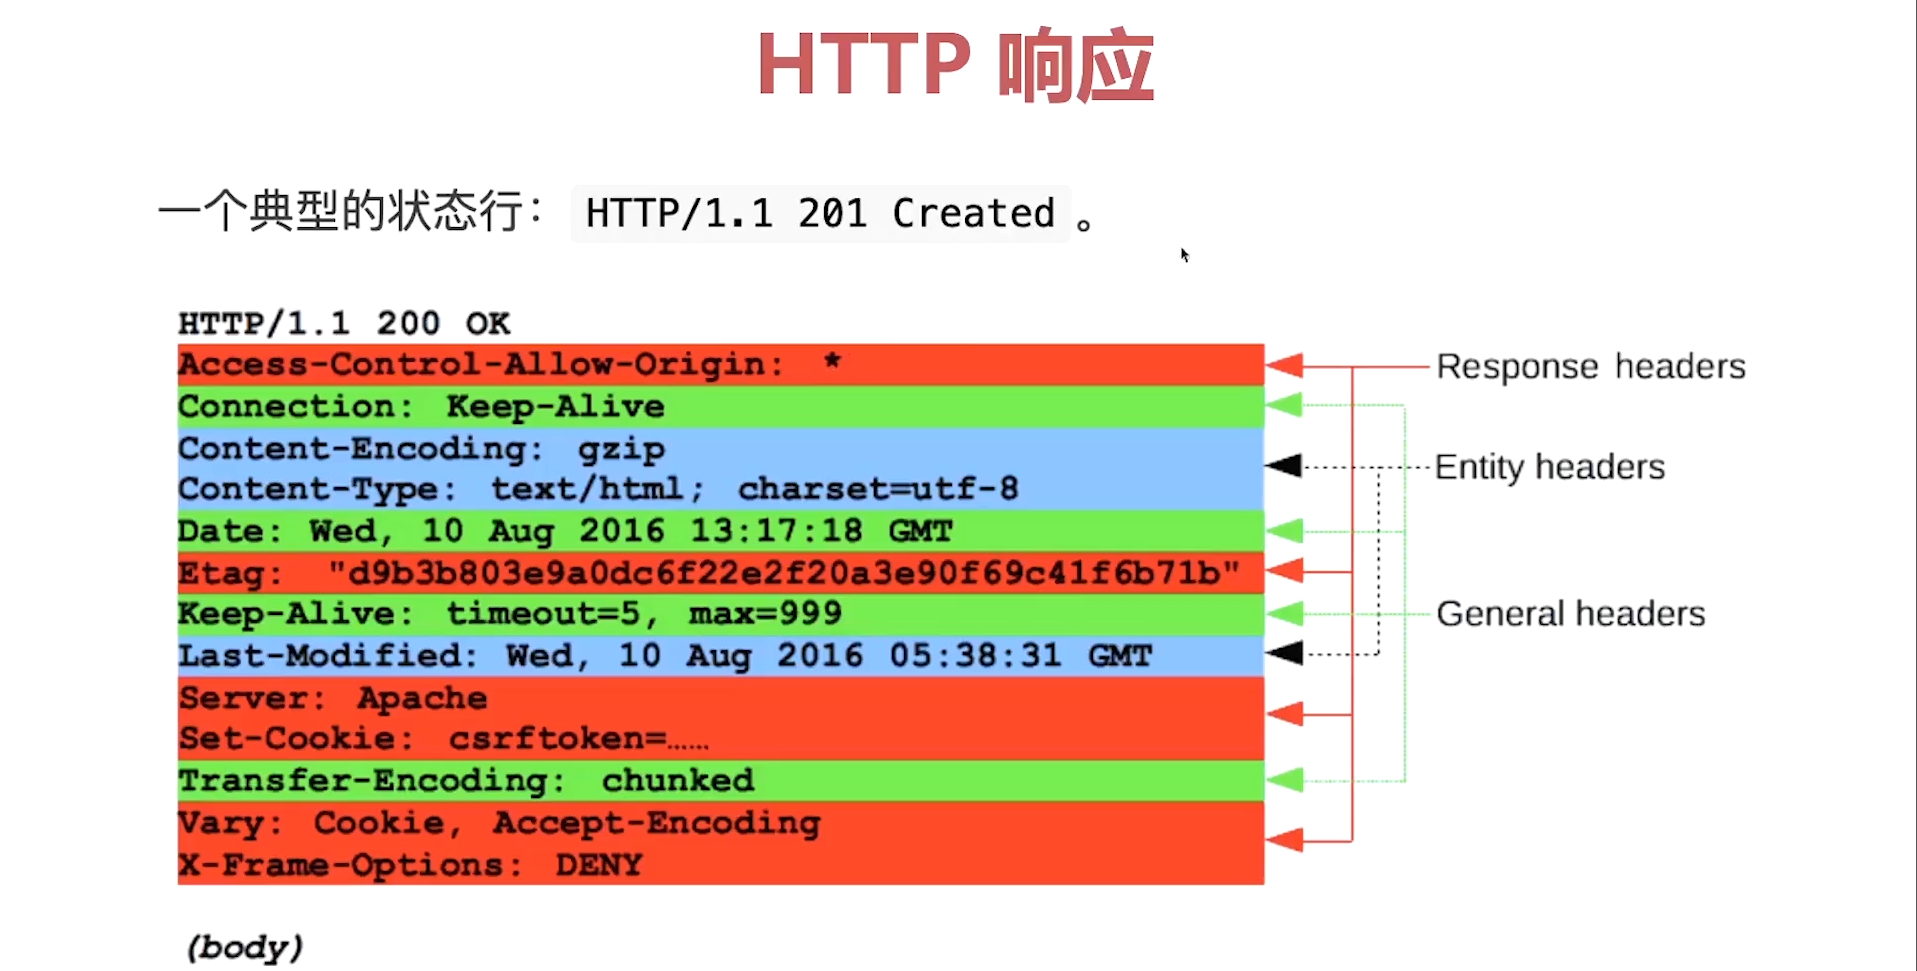 HTTP 响应
一个典型的状态行： HTTP/1.1 201 Created 。
HTTP/1.1 200 OK
Access-Control-Allow-Origin: *
Response headers
Connection: Keep-Alive
Content-Encoding: gzip
Entity headers
Content-Type: text/html; charset=utf-8
Date: Wed, 10 Aug 2016 13:17:18 GMT
Etag: "d9b3b803e9a0dc6f22e2f20a3e90f69c41f6b71b"
Keep-Alive: timeout=5, max=999
General headers
Last-Modified: Wed, 10 Aug 2016 05:38:31 GMT
Server: Apache
Set-Cookie: csrftoken=……
Transfer-Encoding: chunked
Vary: Cookie, Accept-Encoding
X-Frame-Options: DENY
(body)